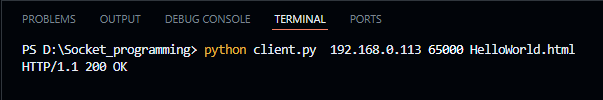 PROBLEMS OUTPUT DEBUG CONSOLE TERMINAL PORTS
PS D:\Socket_programming> python client.py  192.168.0.113 65000 HelloWorld.html
HTTP/1.1 200 OK